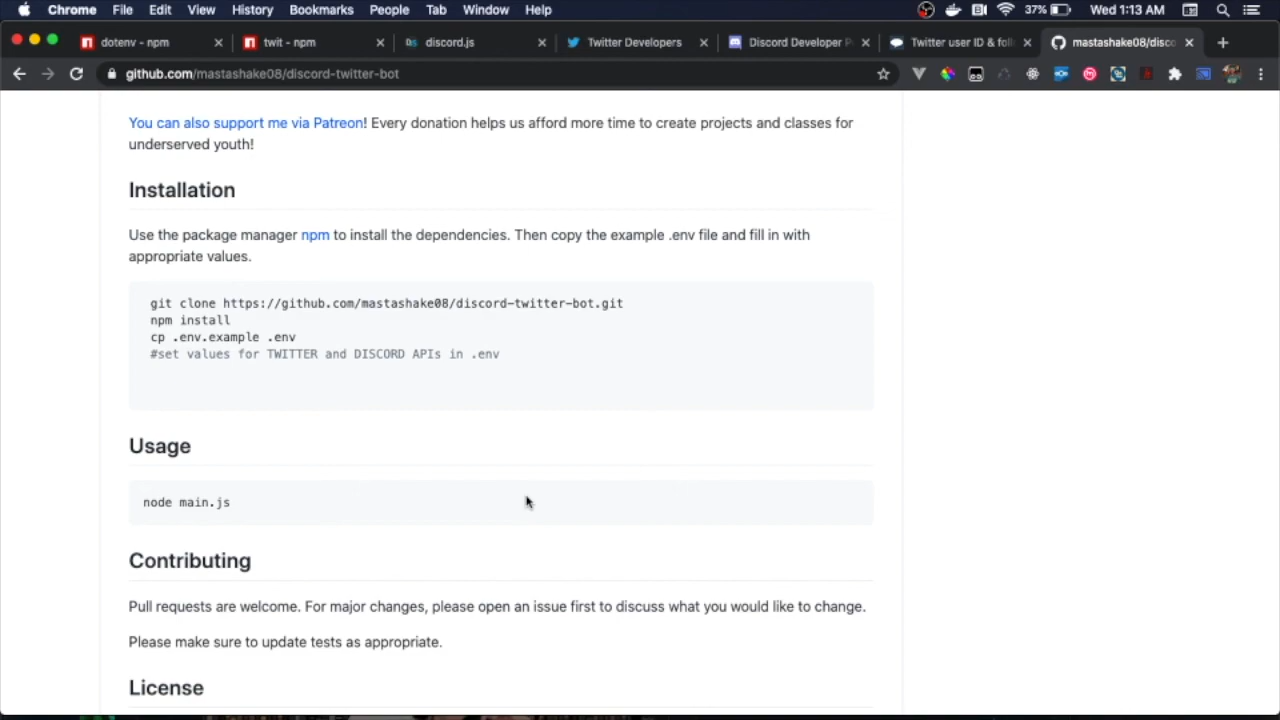 Chrome File Edit View History Bookmarks People Tab Window Help 37% Wed 1:13 AM
dotenv - npm twit - npm discord.js Twitter Developers Discord Developer P Twitter user ID & foll mastashake08/disco
github.com/mastashake08/discord-twitter-bot
You can also support me via Patreon! Every donation helps us afford more time to create projects and classes for
underserved youth!
Installation
Use the package manager npm to install the dependencies. Then copy the example .env file and fill in with
appropriate values.
git clone https://github.com/mastashake08/discord-twitter-bot.git
npm install
cp .env.example .env
#set values for TWITTER and DISCORD APIs in .env
Usage
node main.js
Contributing
Pull requests are welcome. For major changes, please open an issue first to discuss what you would like to change.
Please make sure to update tests as appropriate.
License